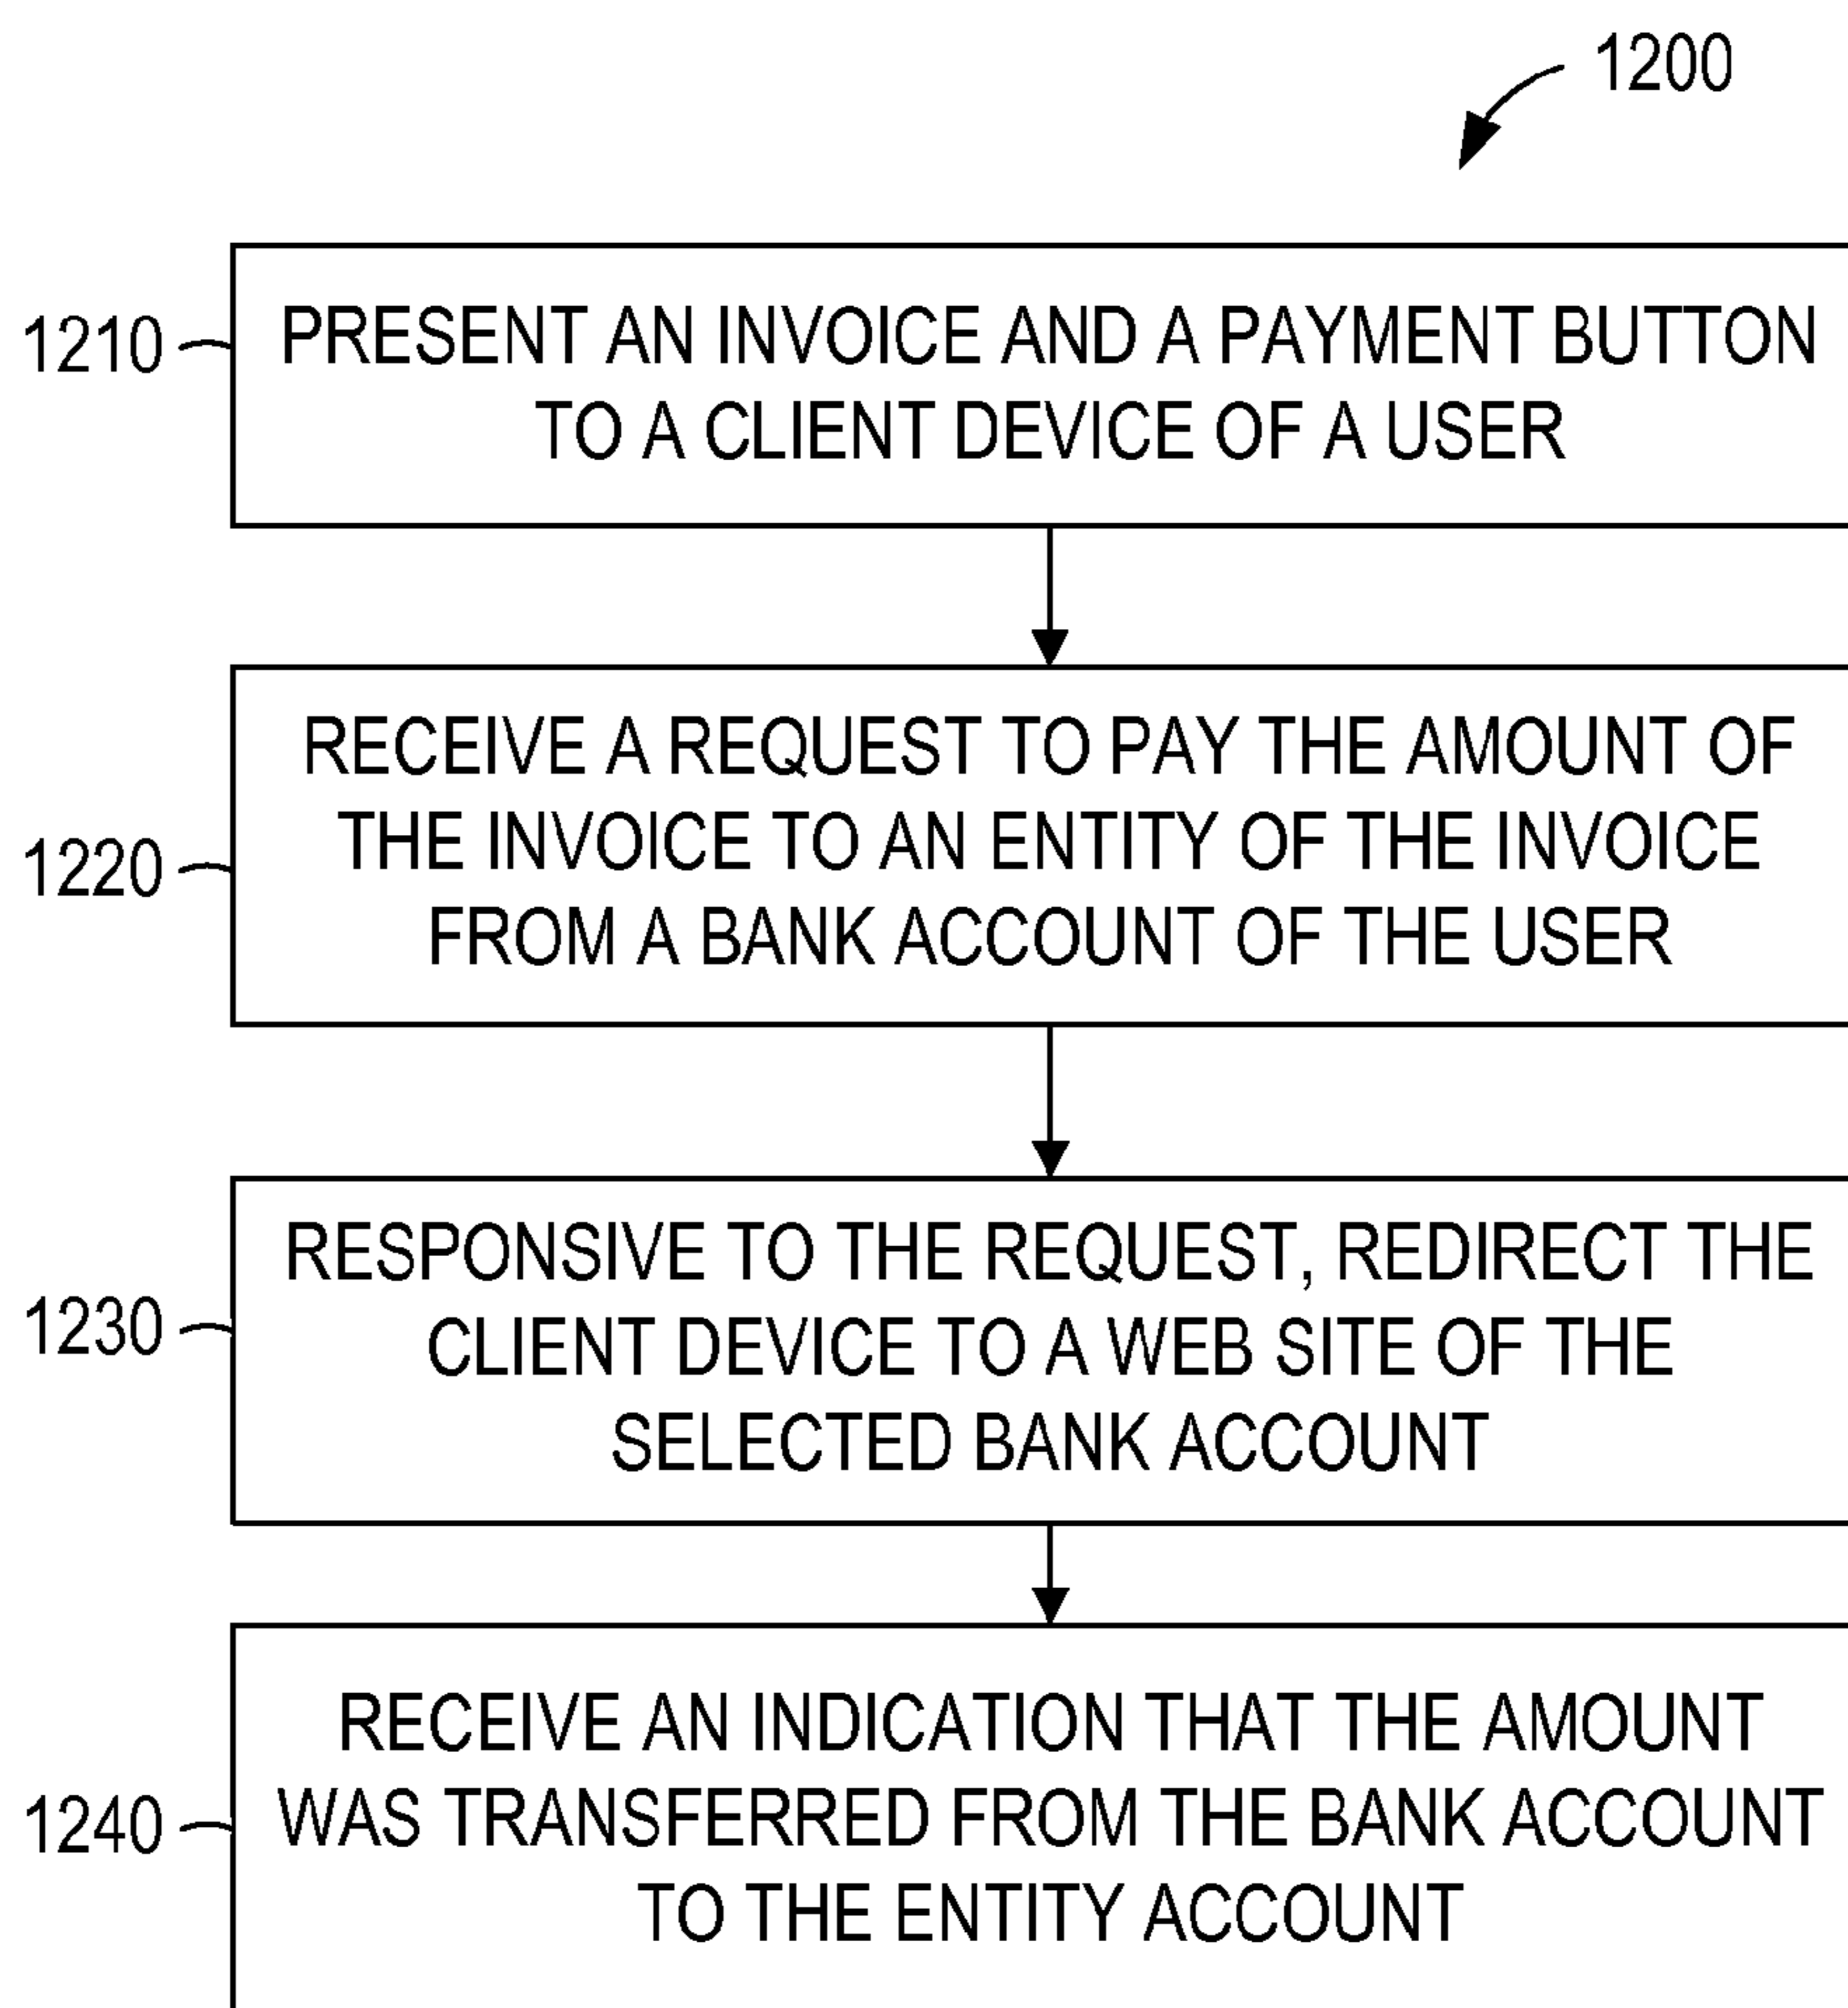 1200
1210
PRESENT AN INVOICE AND A PAYMENT BUTTON
TO A CLIENT DEVICE OF A USER
1220
RECEIVE A REQUEST TO PAY THE AMOUNT OF
THE INVOICE TO AN ENTITY OF THE INVOICE
FROM A BANK ACCOUNT OF THE USER
1230
RESPONSIVE TO THE REQUEST, REDIRECT THE
CLIENT DEVICE TO A WEB SITE OF THE
SELECTED BANK ACCOUNT
1240
RECEIVE AN INDICATION THAT THE AMOUNT
WAS TRANSFERRED FROM THE BANK ACCOUNT
TO THE ENTITY ACCOUNT